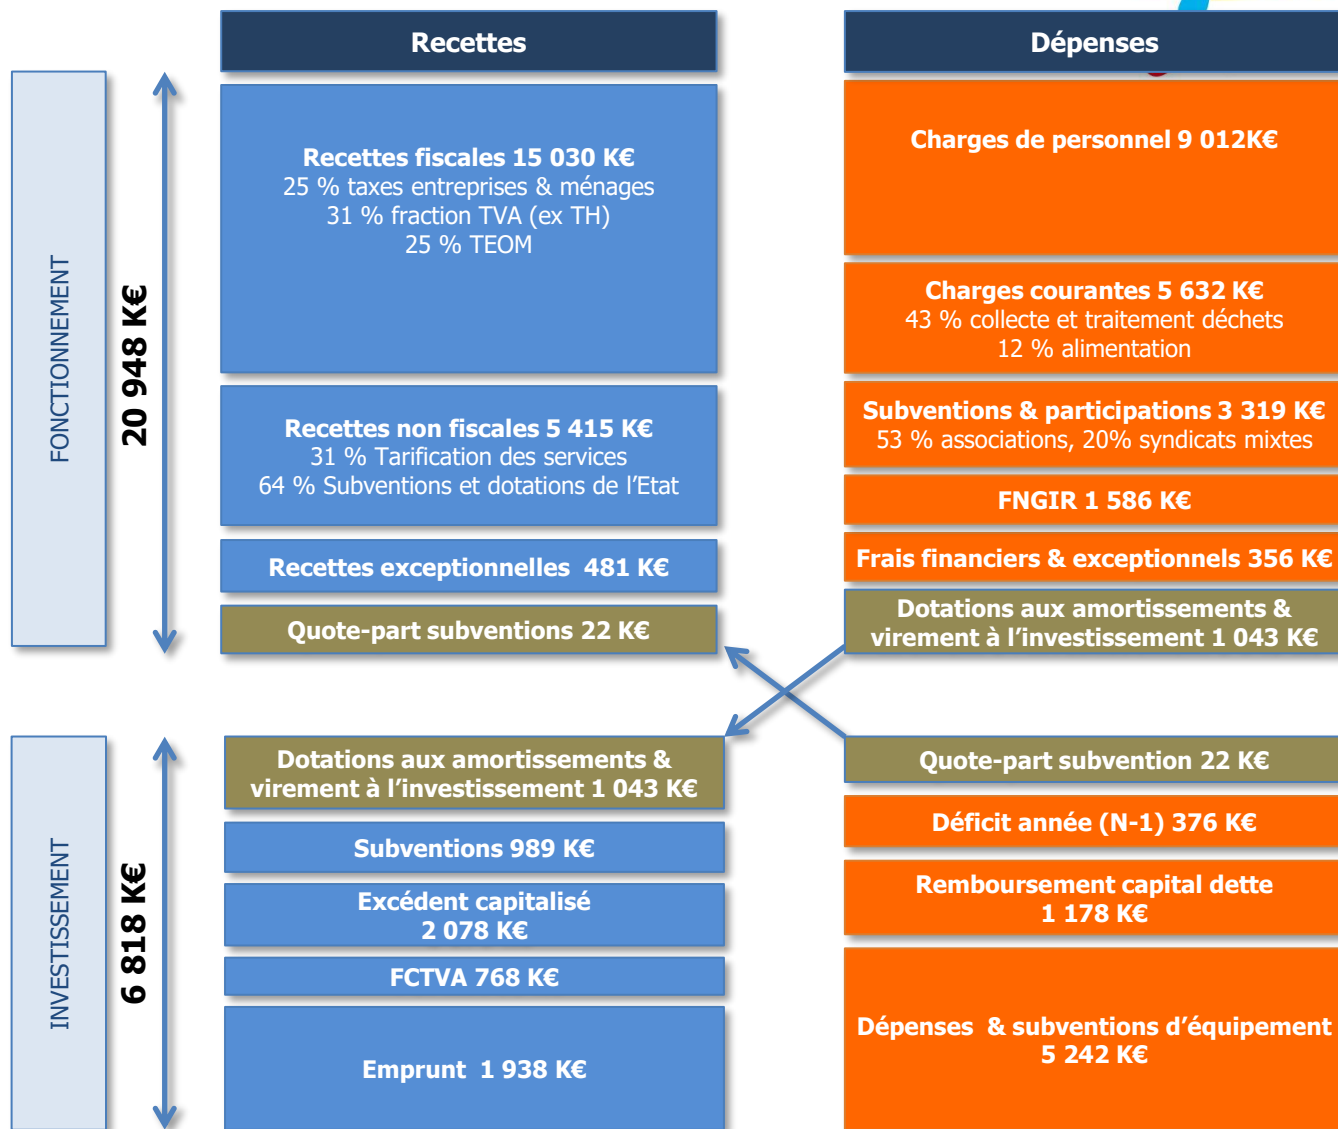 Recettes
Dépenses
FONCTIONNEMENT
20 948 K€
Recettes fiscales 15 030 K€
25 % taxes entreprises & ménages
31 % fraction TVA (ex TH)
25 % TEOM
Recettes non fiscales 5 415 K€
31 % Tarification des services
64 % Subventions et dotations de l’Etat
Recettes exceptionnelles 481 K€
Quote-part subventions 22 K€
Charges de personnel 9 012K€
Charges courantes 5 632 K€
43 % collecte et traitement déchets
12 % alimentation
Subventions & participations 3 319 K€
53 % associations, 20% syndicats mixtes
FNGIR 1 586 K€
Frais financiers & exceptionnels 356 K€
Dotations aux amortissements &
virement à l’investissement 1 043 K€
INVESTISSEMENT
6 818 K€
Dotations aux amortissements &
virement à l’investissement 1 043 K€
Subventions 989 K€
Excédent capitalisé
2 078 K€
FCTVA 768 K€
Emprunt 1 938 K€
Quote-part subvention 22 K€
Déficit année (N-1) 376 K€
Remboursement capital dette
1 178 K€
Dépenses & subventions d’équipement
5 242 K€